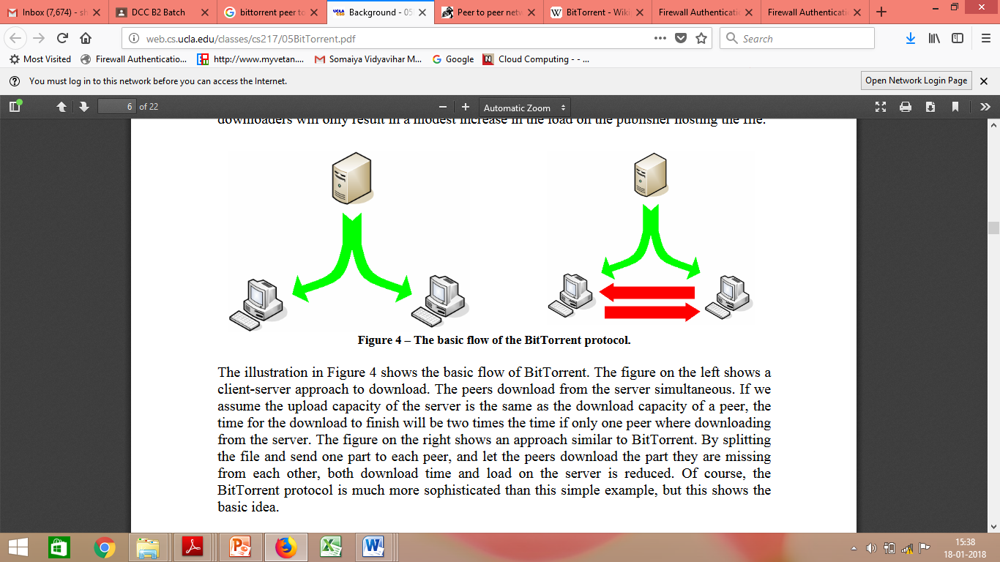 Inbox (7,674) - s
DCC B2 Batch
bittorrent peer to
Background - 05
Peer to peer netw
BitTorrent - Wiki
Firewall Authenticati
Firewall Authenticati
web.cs.ucla.edu/classes/cs217/05BitTorrent.pdf
Search
Most Visited
Firewall Authenticatio...
http://www.myvetan....
Somaiya Vidyavihar M...
Google
Cloud Computing - - ...
You must log in to this network before you can access the Internet.
Open Network Login Page
6 of 22
Automatic Zoom
downloaders will only result in a modest increase in the load on the publisher hosting the file.
Figure 4 – The basic flow of the BitTorrent protocol.
The illustration in Figure 4 shows the basic flow of BitTorrent. The figure on the left shows a
client-server approach to download. The peers download from the server simultaneous. If we
assume the upload capacity of the server is the same as the download capacity of a peer, the
time for the download to finish will be two times the time if only one peer where downloading
from the server. The figure on the right shows an approach similar to BitTorrent. By splitting
the file and send one part to each peer, and let the peers download the part they are missing
from each other, both download time and load on the server is reduced. Of course, the
BitTorrent protocol is much more sophisticated than this simple example, but this shows the
basic idea.
15:38
18-01-2018